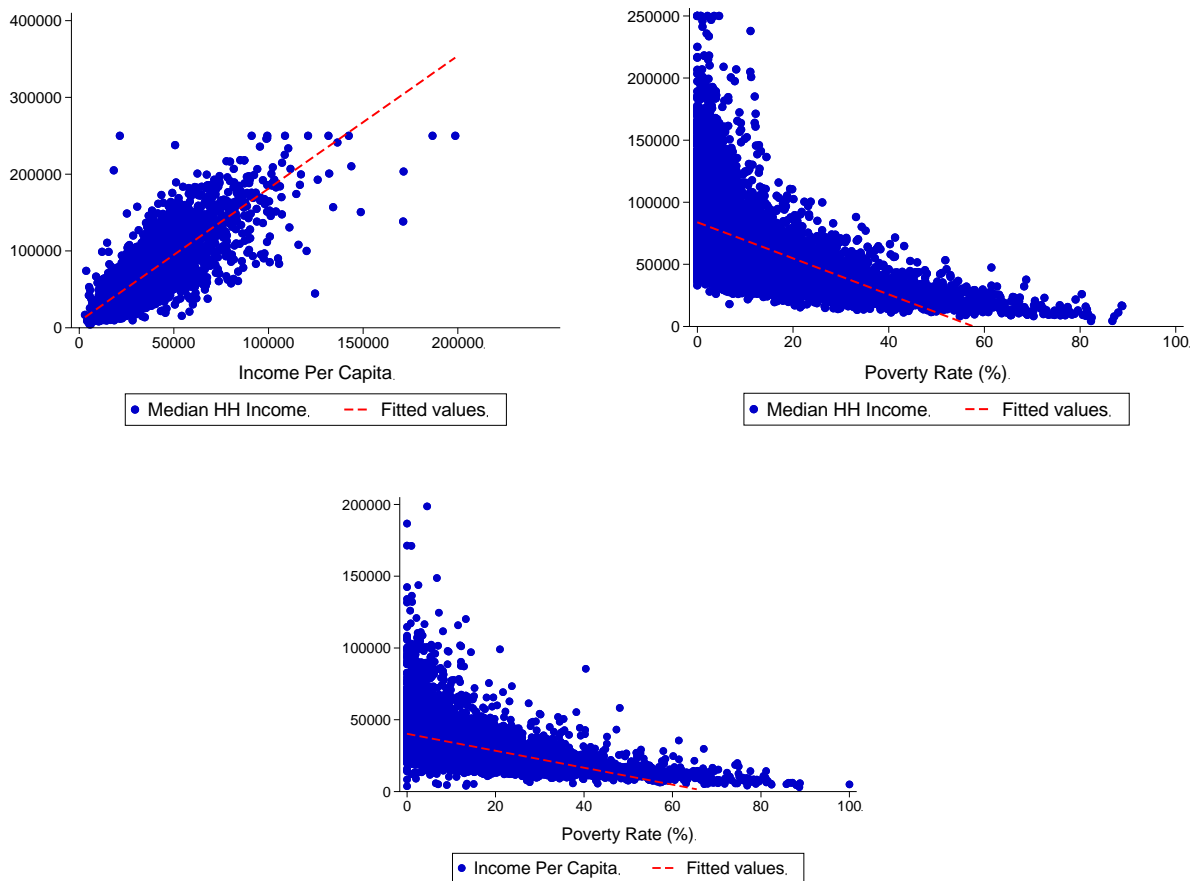 400000
300000
200000
100000
0
0 50000 100000 150000 200000
Income Per Capita
Median HH Income Fitted values
250000
200000
150000
100000
50000
0
0 20 40 60 80 100
Poverty Rate (%)
Median HH Income Fitted values
200000
150000
100000
50000
0
0 20 40 60 80 100
Poverty Rate (%)
Income Per Capita Fitted values